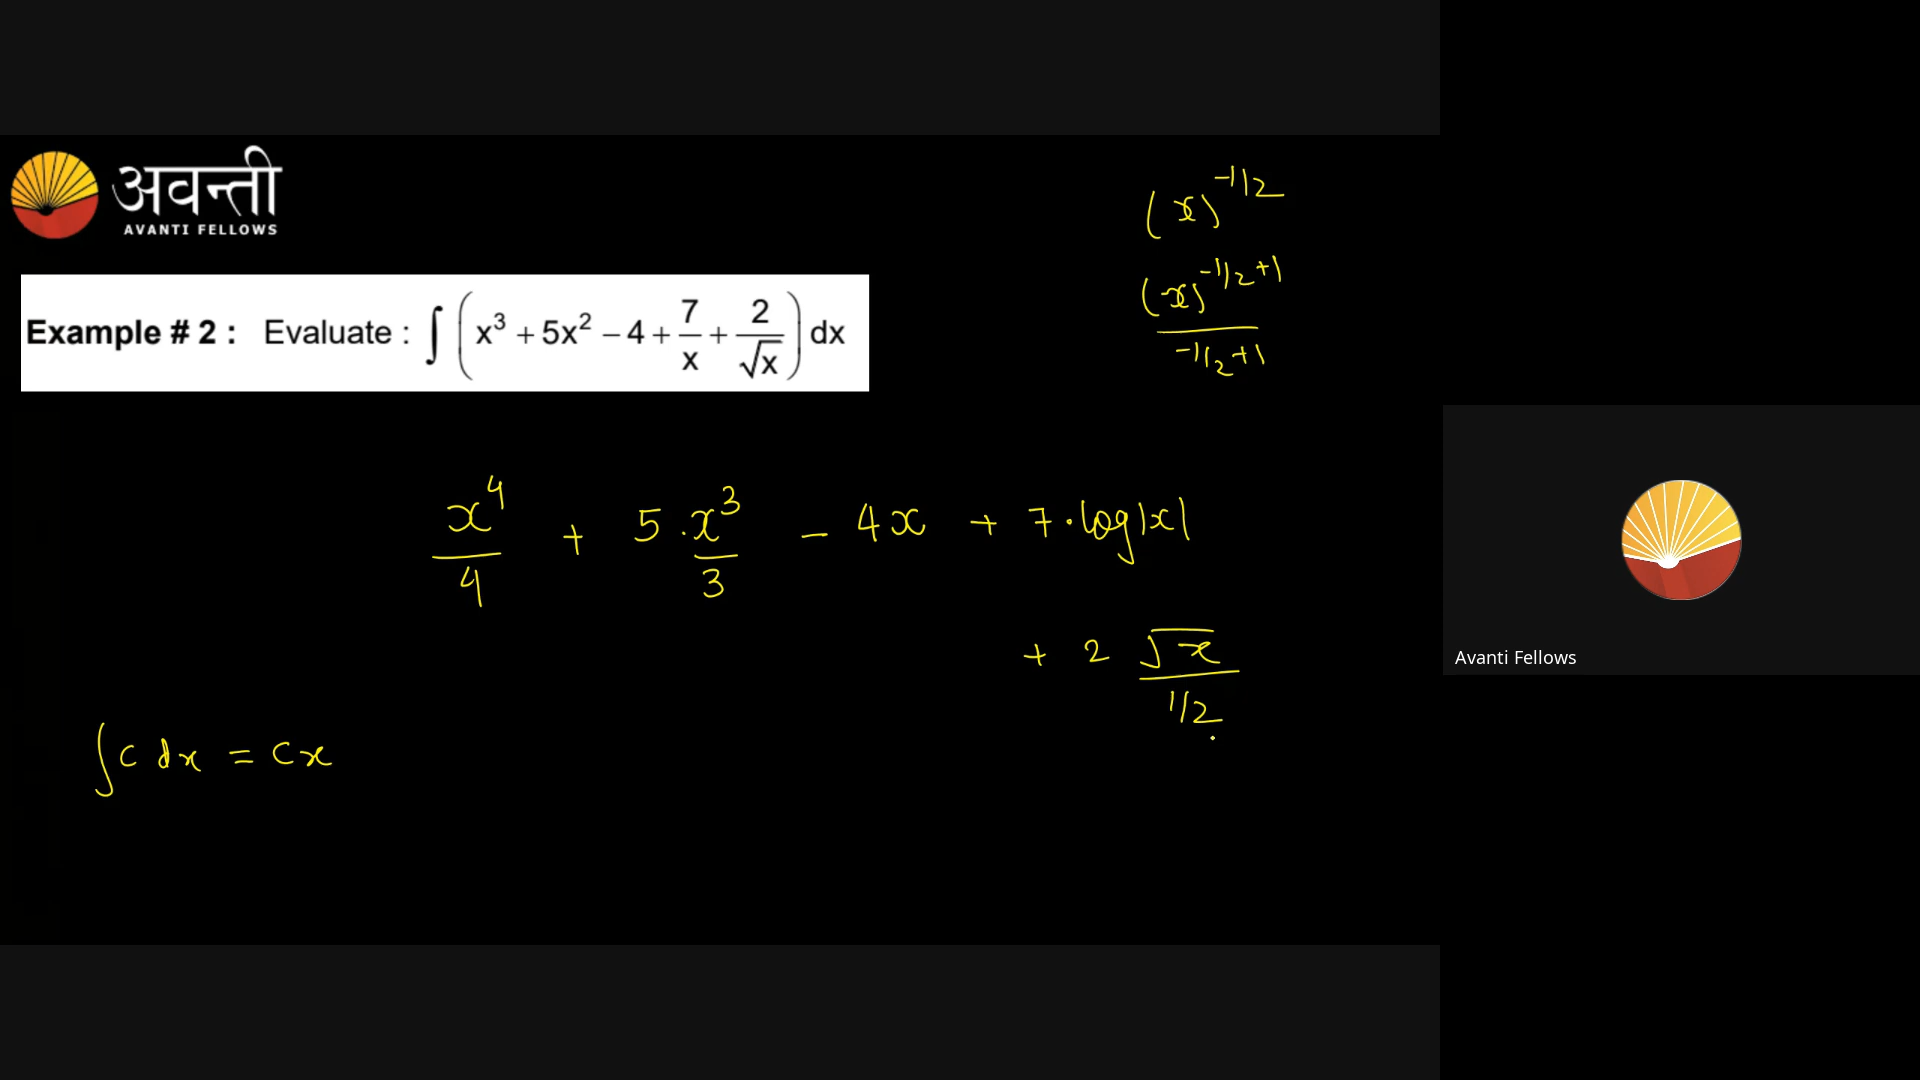 अवन्ती
AVANTI FELLOWS
Example # 2 : Evaluate : ∫ (x³ + 5x² − 4 + 7/x + 2/√x) dx
(x)^(-1/2)
(x)^(-1/2+1) / (-1/2+1)
x⁴/4 + 5·x³/3 − 4x + 7·log|x|
+ 2 √x / (1/2)
∫c dx = cx
Avanti Fellows